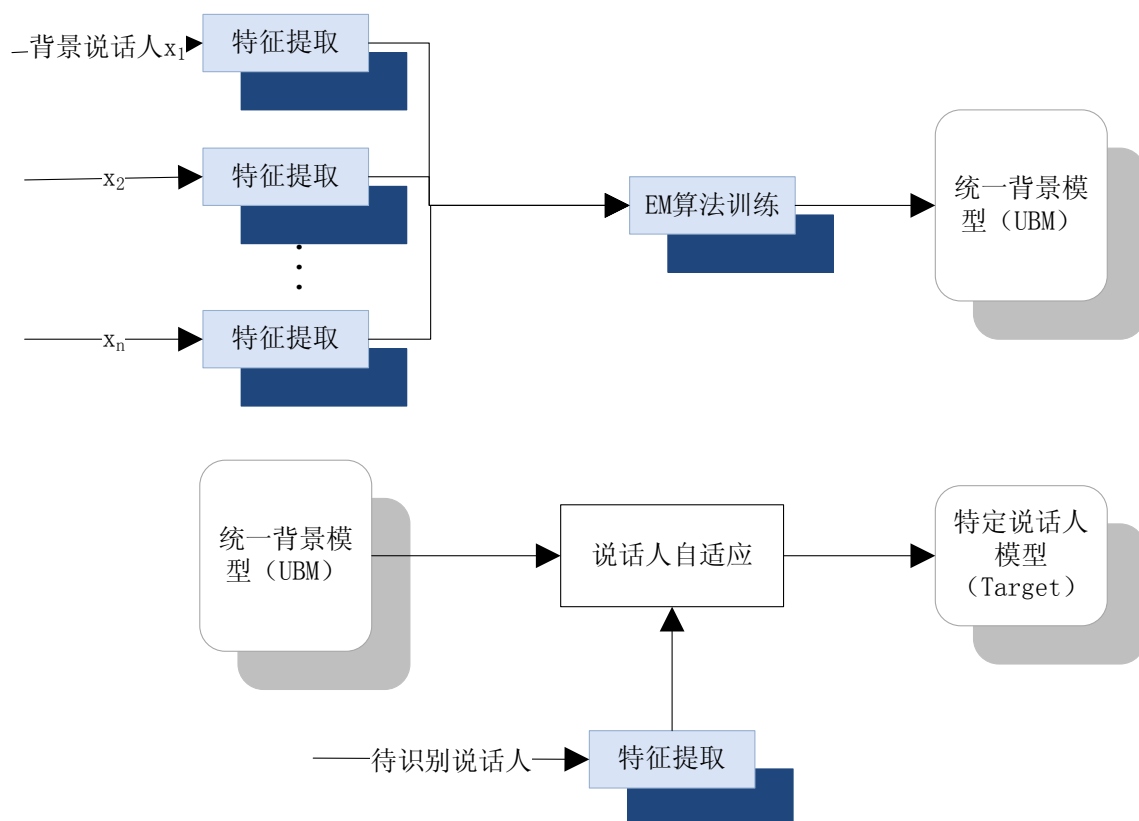 背景说话人x₁
特征提取
x₂
特征提取
xₙ
特征提取
EM算法训练
统一背景模
型（UBM）
统一背景模
型（UBM）
说话人自适应
特定说话人
模型
（Target）
待识别说话人
特征提取